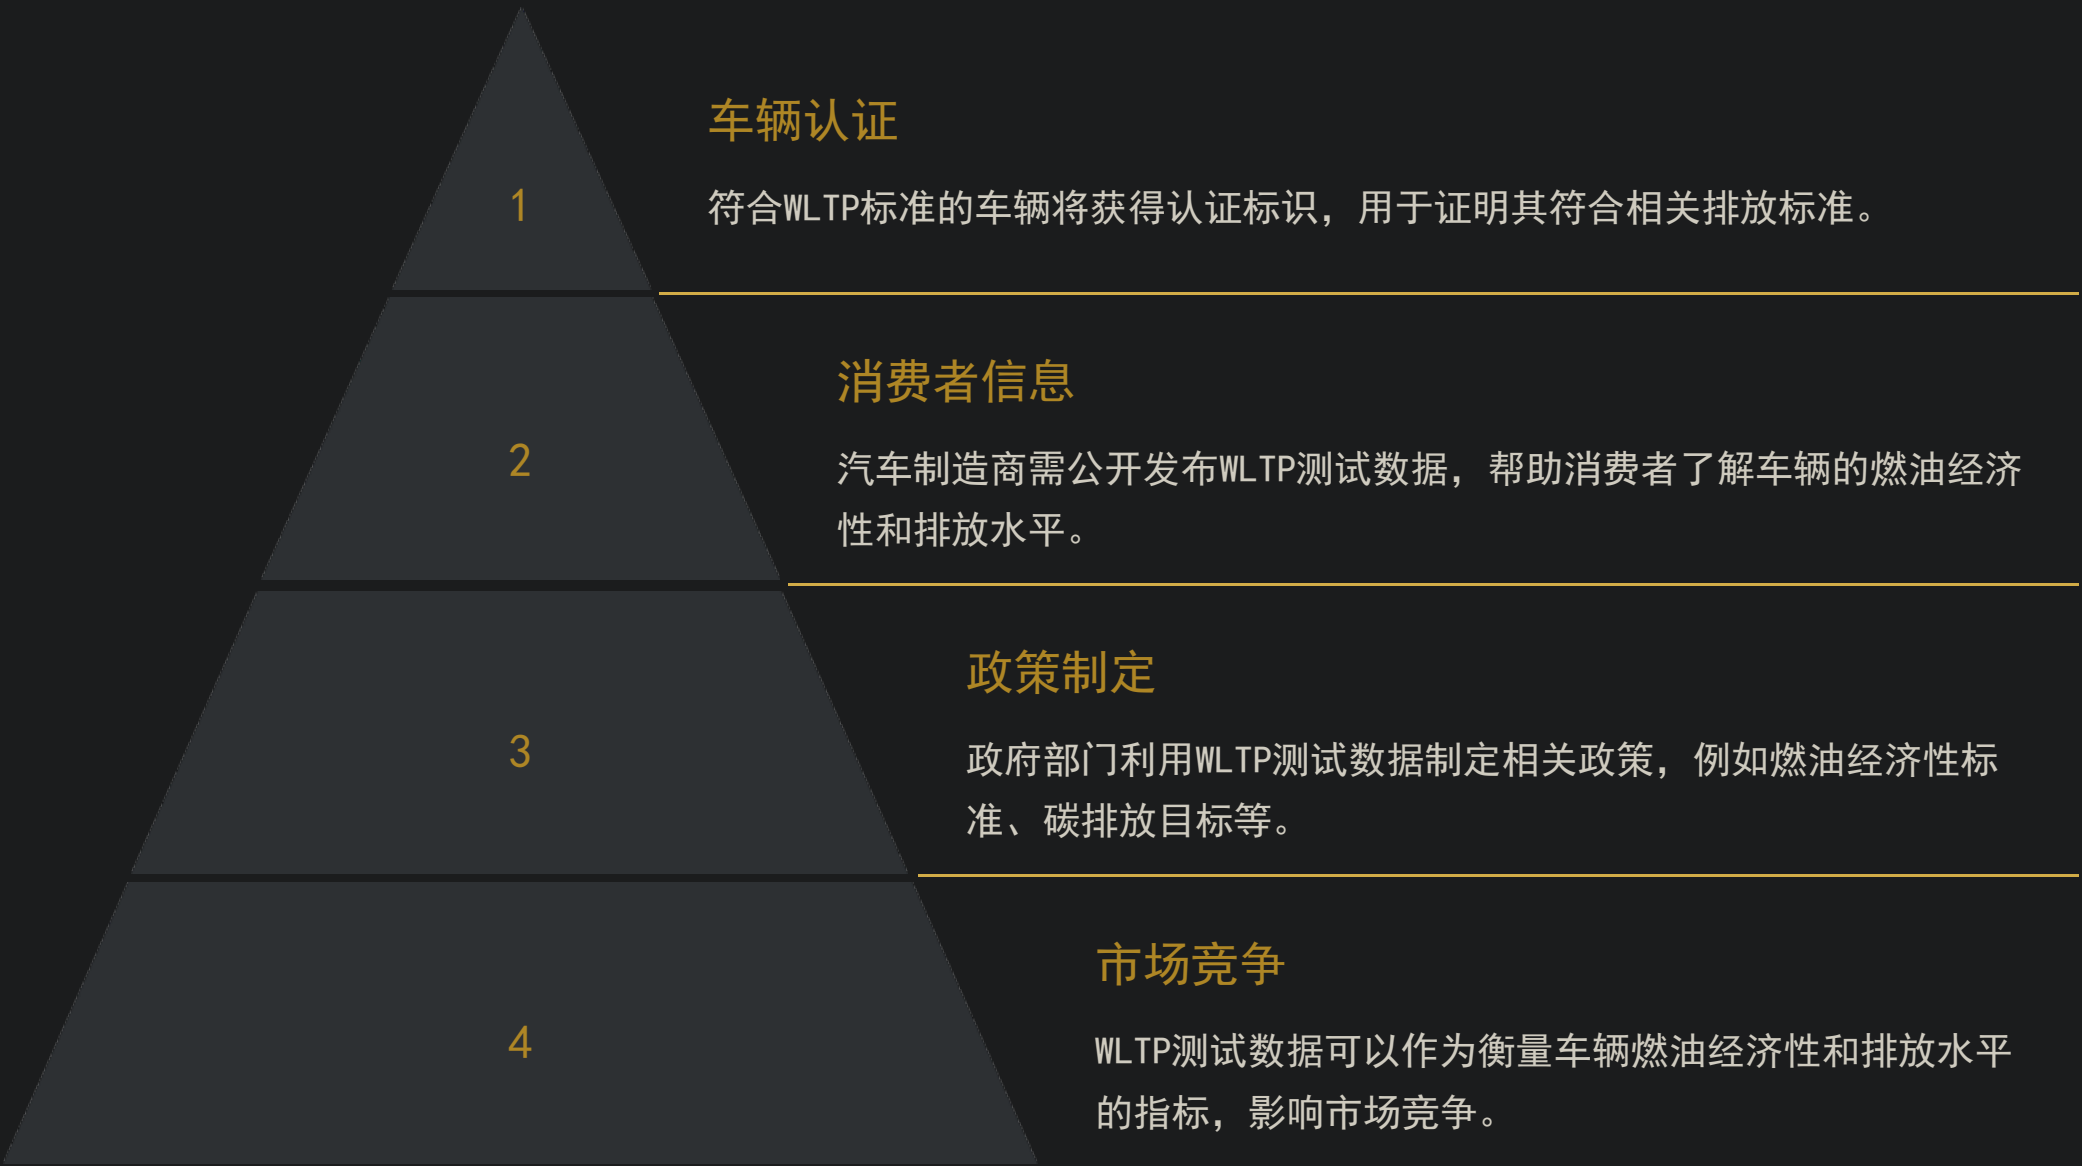 1
车辆认证
符合WLTP标准的车辆将获得认证标识，用于证明其符合相关排放标准。
2
消费者信息
汽车制造商需公开发布WLTP测试数据，帮助消费者了解车辆的燃油经济
性和排放水平。
3
政策制定
政府部门利用WLTP测试数据制定相关政策，例如燃油经济性标
准、碳排放目标等。
4
市场竞争
WLTP测试数据可以作为衡量车辆燃油经济性和排放水平
的指标，影响市场竞争。